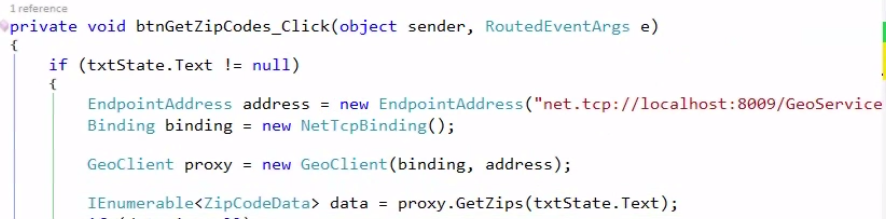 1 reference
private void btnGetZipCodes_Click(object sender, RoutedEventArgs e)
{
if (txtState.Text != null)
{
EndpointAddress address = new EndpointAddress("net.tcp://localhost:8009/GeoService
Binding binding = new NetTcpBinding();
GeoClient proxy = new GeoClient(binding, address);
IEnumerable<ZipCodeData> data = proxy.GetZips(txtState.Text);